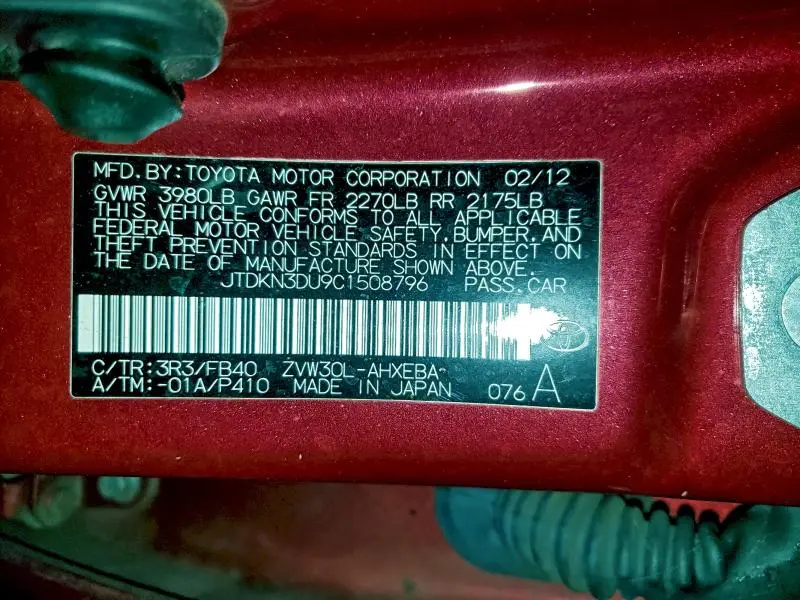 MFD.BY:TOYOTA MOTOR CORPORATION 02/12
GVWR 3980LB GAWR FR 2270LB RR 2175LB
THIS VEHICLE CONFORMS TO ALL APPLICABLE
FEDERAL MOTOR VEHICLE SAFETY,BUMPER,AND
THEFT PREVENTION STANDARDS IN EFFECT ON
THE DATE OF MANUFACTURE SHOWN ABOVE.
JTDKN3DU9C1508796 PASS.CAR
C/TR:3R3/FB40 ZVW30L-AHXEBA
A/TM:-01A/P410 MADE IN JAPAN 076 A